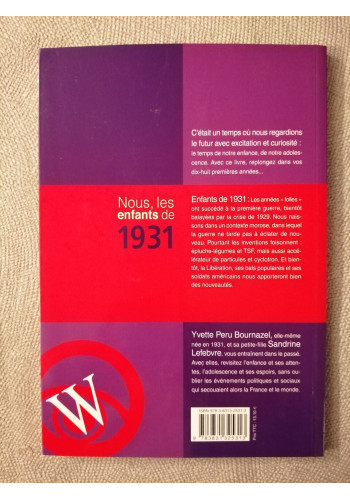 C'était un temps où nous regardions
le futur avec excitation et curiosité :
le temps de notre enfance, de notre adoles-
cence. Avec ce livre, replongez dans vos
dix-huit premières années...
Nous, les
enfants de
1931
Enfants de 1931 : Les années « folles »
ont succédé à la première guerre, bientôt
balayées par la crise de 1929. Nous nais-
sons dans un contexte morose, dans lequel
la guerre ne tarde pas à éclater de nou-
veau. Pourtant les inventions foisonnent :
épluche-légumes et TSF, mais aussi accé-
lérateur de particules et cyclotron. Et bien-
tôt, la Libération, ses bals populaires et ses
soldats américains nous apporteront bien
des nouveautés.
Yvette Peru Bournazel, elle-même
née en 1931, et sa petite-fille Sandrine
Lefebvre, vous entraînent dans le passé.
Avec elles, revisitez l'enfance et ses atten-
tes, l'adolescence et ses espoirs, sans ou-
blier les événements politiques et sociaux
qui secouaient alors la France et le monde.
W